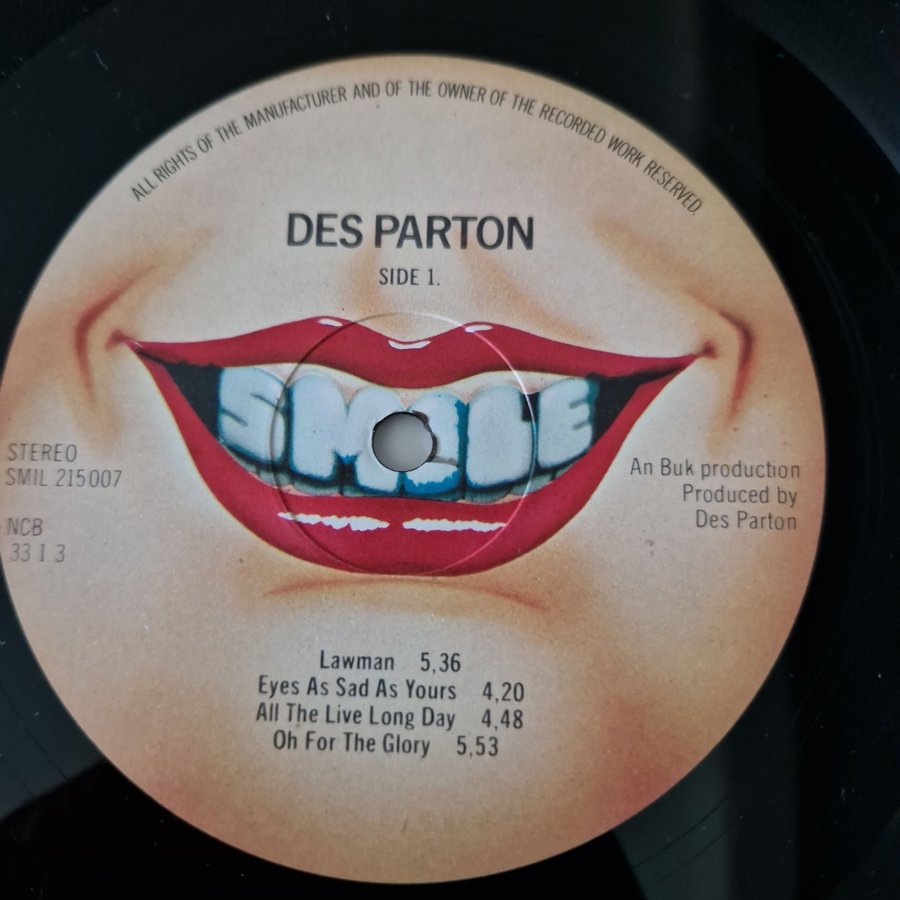 ALL RIGHTS OF THE MANUFACTURER AND OF THE OWNER OF THE RECORDED WORK RESERVED.
DES PARTON
SIDE 1.
SMILE
STEREO
SMIL 215007
NCB
33 1 3
An Buk production
Produced by
Des Parton
Lawman 5,36
Eyes As Sad As Yours 4,20
All The Live Long Day 4,48
Oh For The Glory 5,53